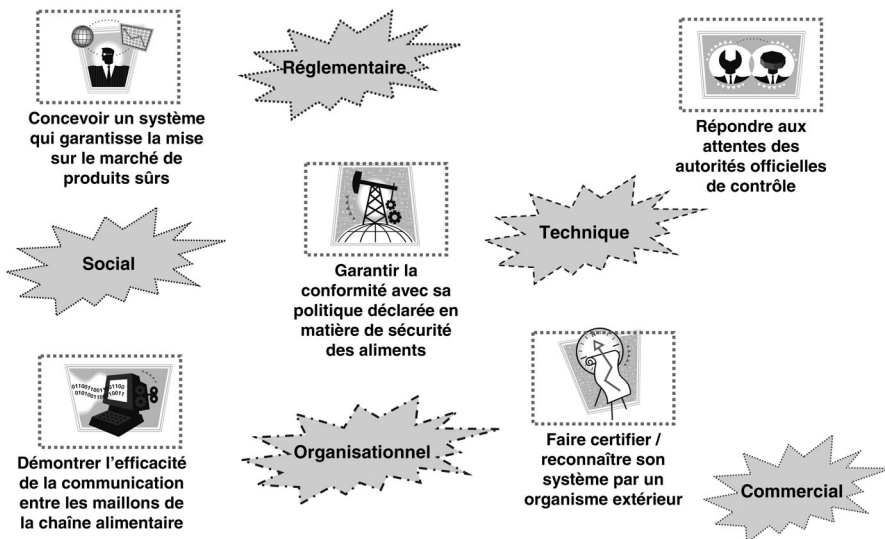 Réglementaire
Concevoir un système
qui garantisse la mise
sur le marché de
produits sûrs
Répondre aux
attentes des
autorités officielles
de contrôle
Social
Technique
Garantir la
conformité avec sa
politique déclarée en
matière de sécurité
des aliments
01100110011001100
010100110010011
Démontrer l'efficacité
de la communication
entre les maillons de
la chaîne alimentaire
Organisationnel
Faire certifier /
reconnaître son
système par un
organisme extérieur
Commercial